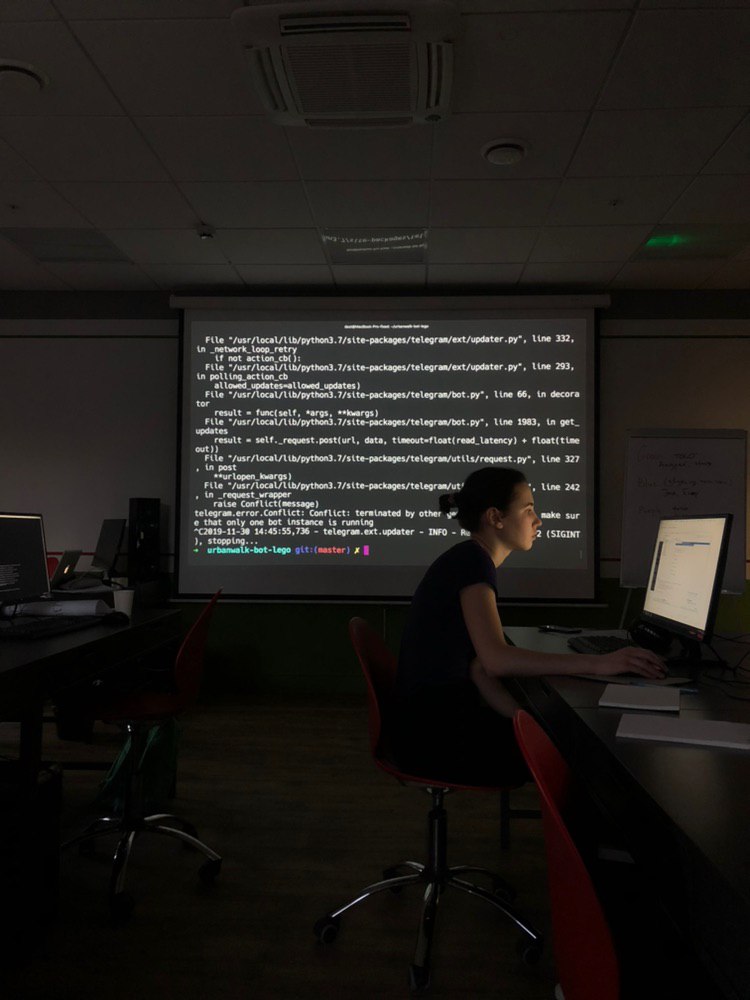 File "/usr/local/lib/python3.7/site-packages/telegram/ext/updater.py", line 332,
in _network_loop_retry
if not action_cb():
File "/usr/local/lib/python3.7/site-packages/telegram/ext/updater.py", line 293,
in polling_action_cb
allowed_updates=allowed_updates)
File "/usr/local/lib/python3.7/site-packages/telegram/bot.py", line 66, in decora
tor
result = func(self, *args, **kwargs)
File "/usr/local/lib/python3.7/site-packages/telegram/bot.py", line 1983, in get_
updates
result = self._request.post(url, data, timeout=float(read_latency) + float(time
out))
File "/usr/local/lib/python3.7/site-packages/telegram/utils/request.py", line 327
, in post
**urlopen_kwargs)
File "/usr/local/lib/python3.7/site-packages/telegram/ut line 242
, in _request_wrapper
raise Conflict(message)
telegram.error.Conflict: Conflict: terminated by other make sur
e that only one bot instance is running
^C2019-11-30 14:45:55,736 - telegram.ext.updater - INFO - 2 (SIGINT
), stopping...
→ urbanwalk-bot-lego git:(master) ✗